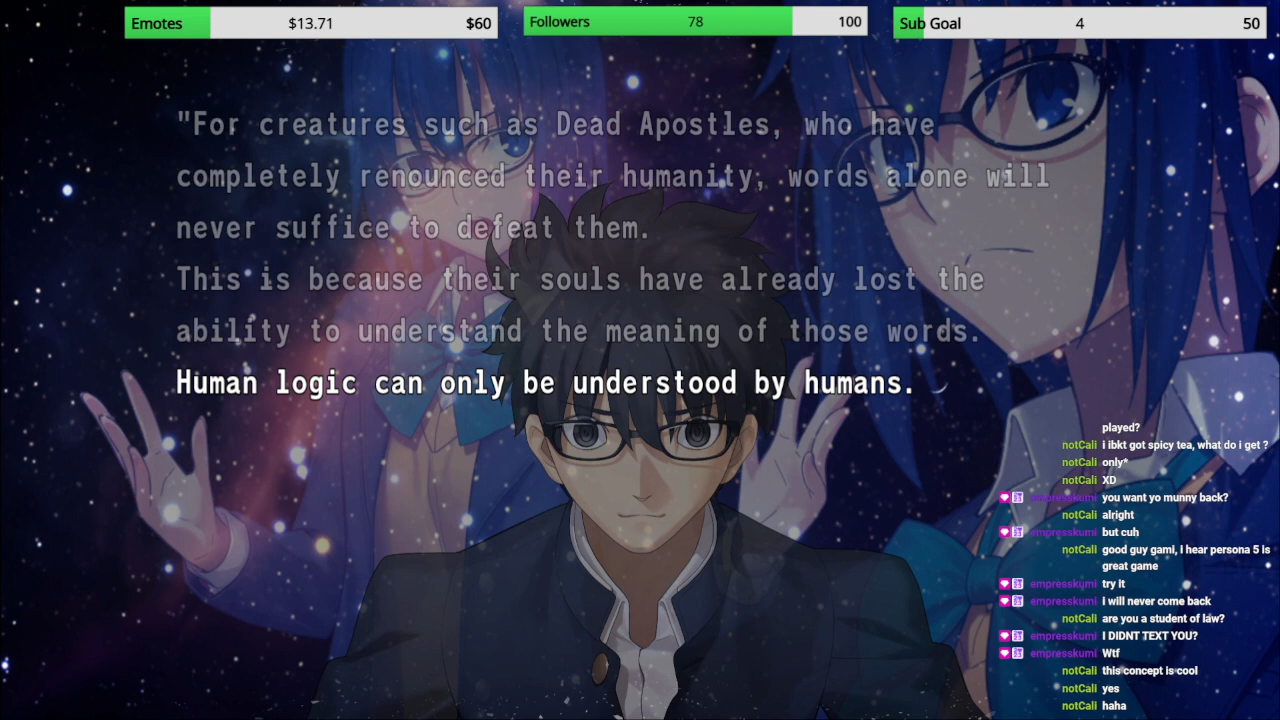 Emotes $13.71 $60
Followers 78 100
Sub Goal 4 50
"For creatures such as Dead Apostles, who have
completely renounced their humanity, words alone will
never suffice to defeat them.
This is because their souls have already lost the
ability to understand the meaning of those words.
Human logic can only be understood by humans.
played?
notCali i ibkt got spicy tea, what do i get ?
notCali only*
notCali XD
empresskumi you want yo munny back?
notCali alright
empresskumi but cuh
notCali good guy gami, I hear persona 5 is
great game
empresskumi try it
empresskumi i will never come back
notCali are you a student of law?
empresskumi I DIDNT TEXT YOU?
empresskumi Wtf
notCali this concept is cool
notCali yes
notCali haha